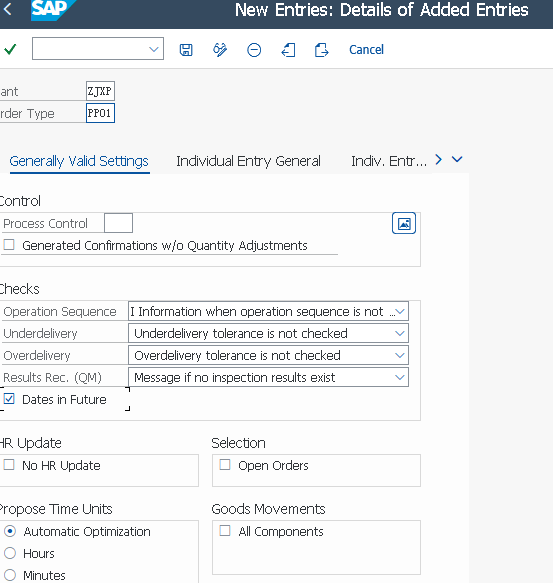 SAP New Entries: Details of Added Entries
Cancel
ant ZJXP
rder Type PP01
Generally Valid Settings Individual Entry General Indiv. Entr...
Control
Process Control
Generated Confirmations w/o Quantity Adjustments
Checks
Operation Sequence I Information when operation sequence is not ...
Underdelivery Underdelivery tolerance is not checked
Overdelivery Overdelivery tolerance is not checked
Results Rec. (QM) Message if no inspection results exist
Dates in Future
HR Update Selection
No HR Update Open Orders
Propose Time Units Goods Movements
Automatic Optimization All Components
Hours
Minutes